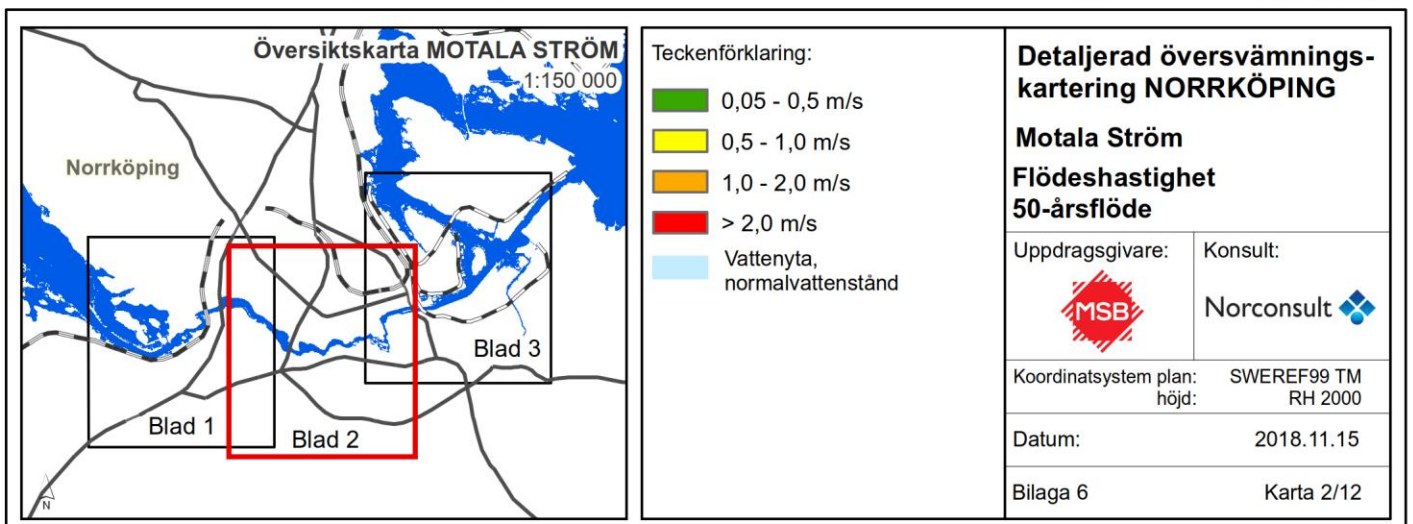 Översiktskarta MOTALA STRÖM
1:150 000
Norrköping
Blad 1
Blad 2
Blad 3
N
Teckenförklaring:
0,05 - 0,5 m/s
0,5 - 1,0 m/s
1,0 - 2,0 m/s
> 2,0 m/s
Vattenyta,
normalvattenstånd
Detaljerad översvämnings-
kartering NORRKÖPING
Motala Ström
Flödeshastighet
50-årsflöde
Uppdragsgivare:
MSB
Konsult:
Norconsult
Koordinatsystem plan: SWEREF99 TM
höjd: RH 2000
Datum: 2018.11.15
Bilaga 6 Karta 2/12